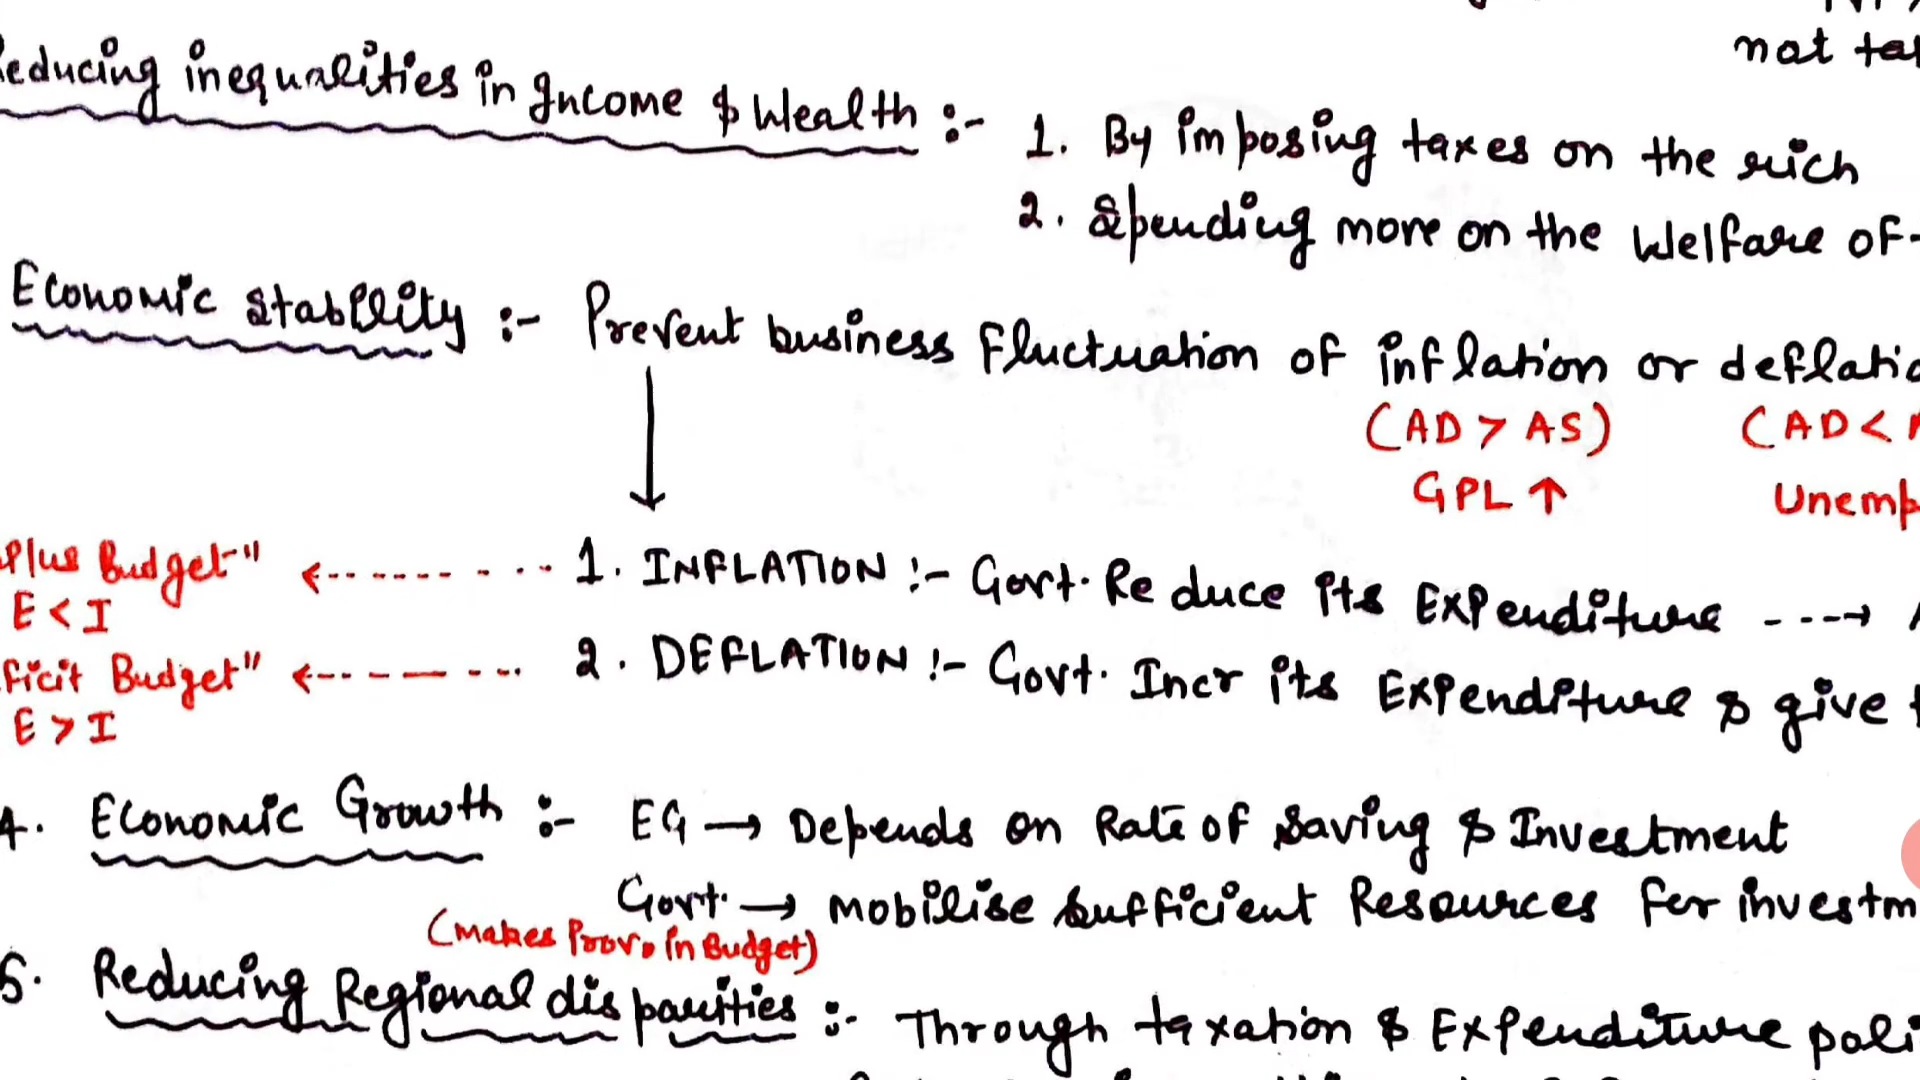 not
educing inequalities in Income & Wealth :- 1. By imposing taxes on the rich
2. Spending more on the Welfare of
Economic stability :- Prevent business Fluctuation of inflation or deflatio
(AD > AS) (AD <
GPL ↑ Unemp
Plus Budget" <------- 1. INFLATION :- Govt. Reduce its Expenditure ---->
E < I
ficit Budget" <------- 2. DEFLATION :- Govt. Incr its Expenditure & give
E > I
4. Economic Growth :- EG → Depends on Rate of Saving & Investment
Govt. → mobilise sufficient Resources For investm
(makes Prov. in Budget)
5. Reducing Regional disparities :- Through taxation & Expenditure poli